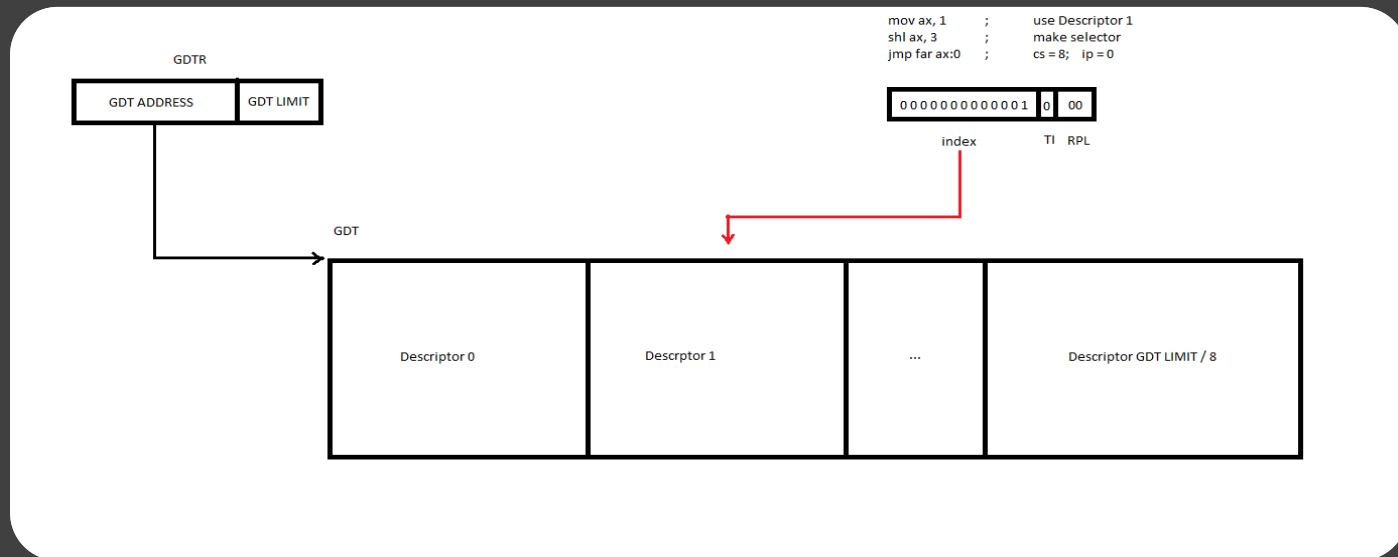 mov ax, 1 ; use Descriptor 1
shl ax, 3 ; make selector
jmp far ax:0 ; cs = 8; ip = 0
GDTR
GDT ADDRESS GDT LIMIT
0 0 0 0 0 0 0 0 0 0 0 0 1 0 00
index TI RPL
GDT
Descriptor 0 Descrptor 1 ... Descriptor GDT LIMIT / 8